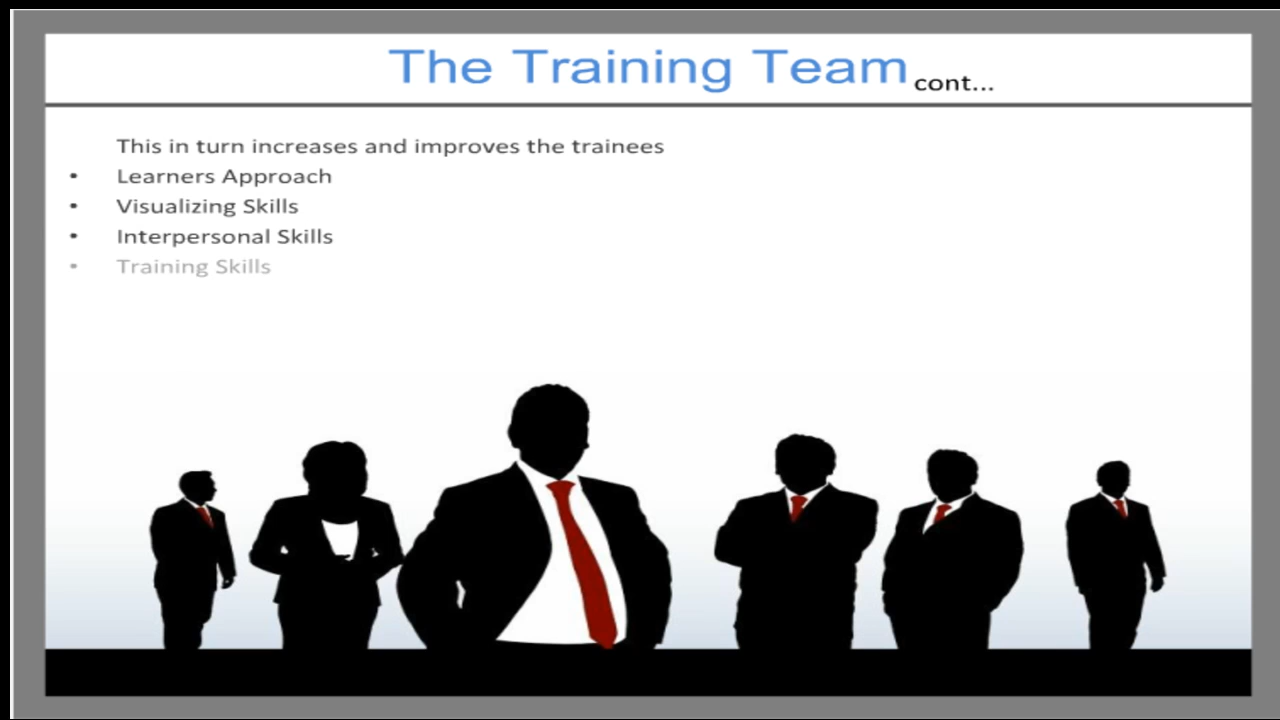 The Training Team cont...
This in turn increases and improves the trainees
• Learners Approach
• Visualizing Skills
• Interpersonal Skills
• Training Skills